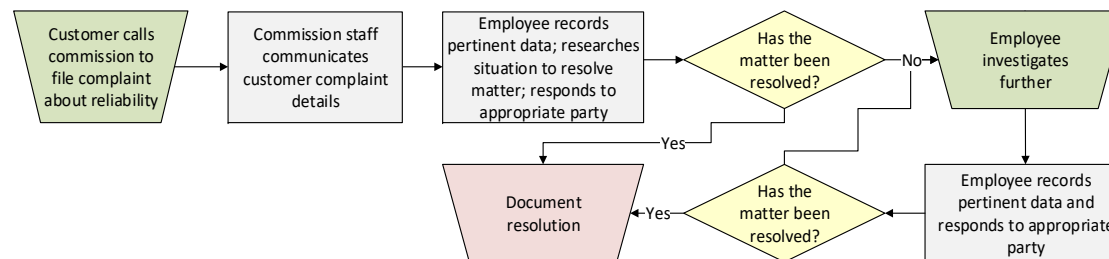 Customer calls
commission to
file complaint
about reliability
Commission staff
communicates
customer complaint
details
Employee records
pertinent data; researches
situation to resolve
matter; responds to
appropriate party
Has the
matter been
resolved?
No
Employee
investigates
further
Yes
Document
resolution
Yes
Has the
matter been
resolved?
Employee records
pertinent data and
responds to appropriate
party